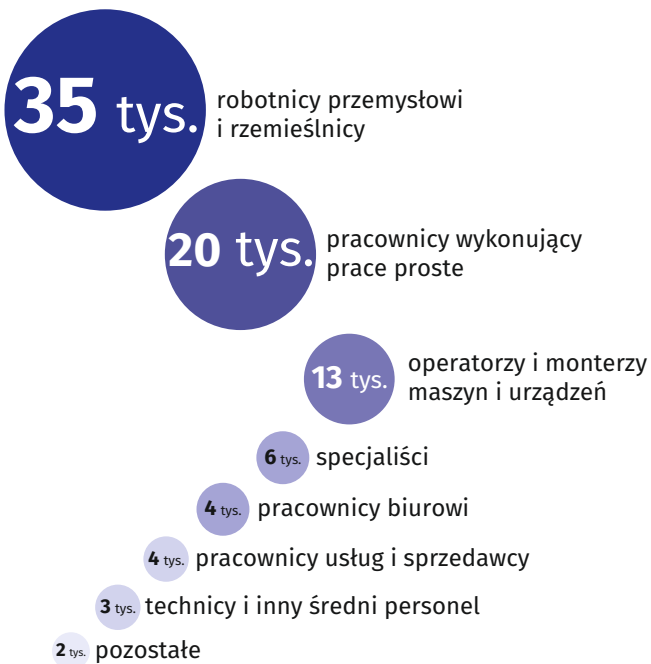 35 tys.
robotnicy przemysłowi
i rzemieślnicy
20 tys.
pracownicy wykonujący
prace proste
13 tys.
operatorzy i monterzy
maszyn i urządzeń
6 tys. specjaliści
4 tys. pracownicy biurowi
4 tys. pracownicy usług i sprzedawcy
3 tys. technicy i inny średni personel
2 tys. pozostałe